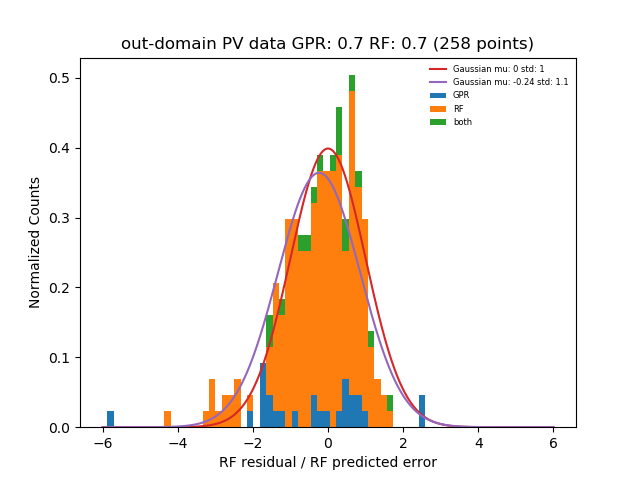 out-domain PV data GPR: 0.7 RF: 0.7 (258 points)
Gaussian mu: 0 std: 1
Gaussian mu: -0.24 std: 1.1
GPR
RF
both
Normalized Counts
0.5
0.4
0.3
0.2
0.1
0.0
−6 −4 −2 0 2 4 6
RF residual / RF predicted error